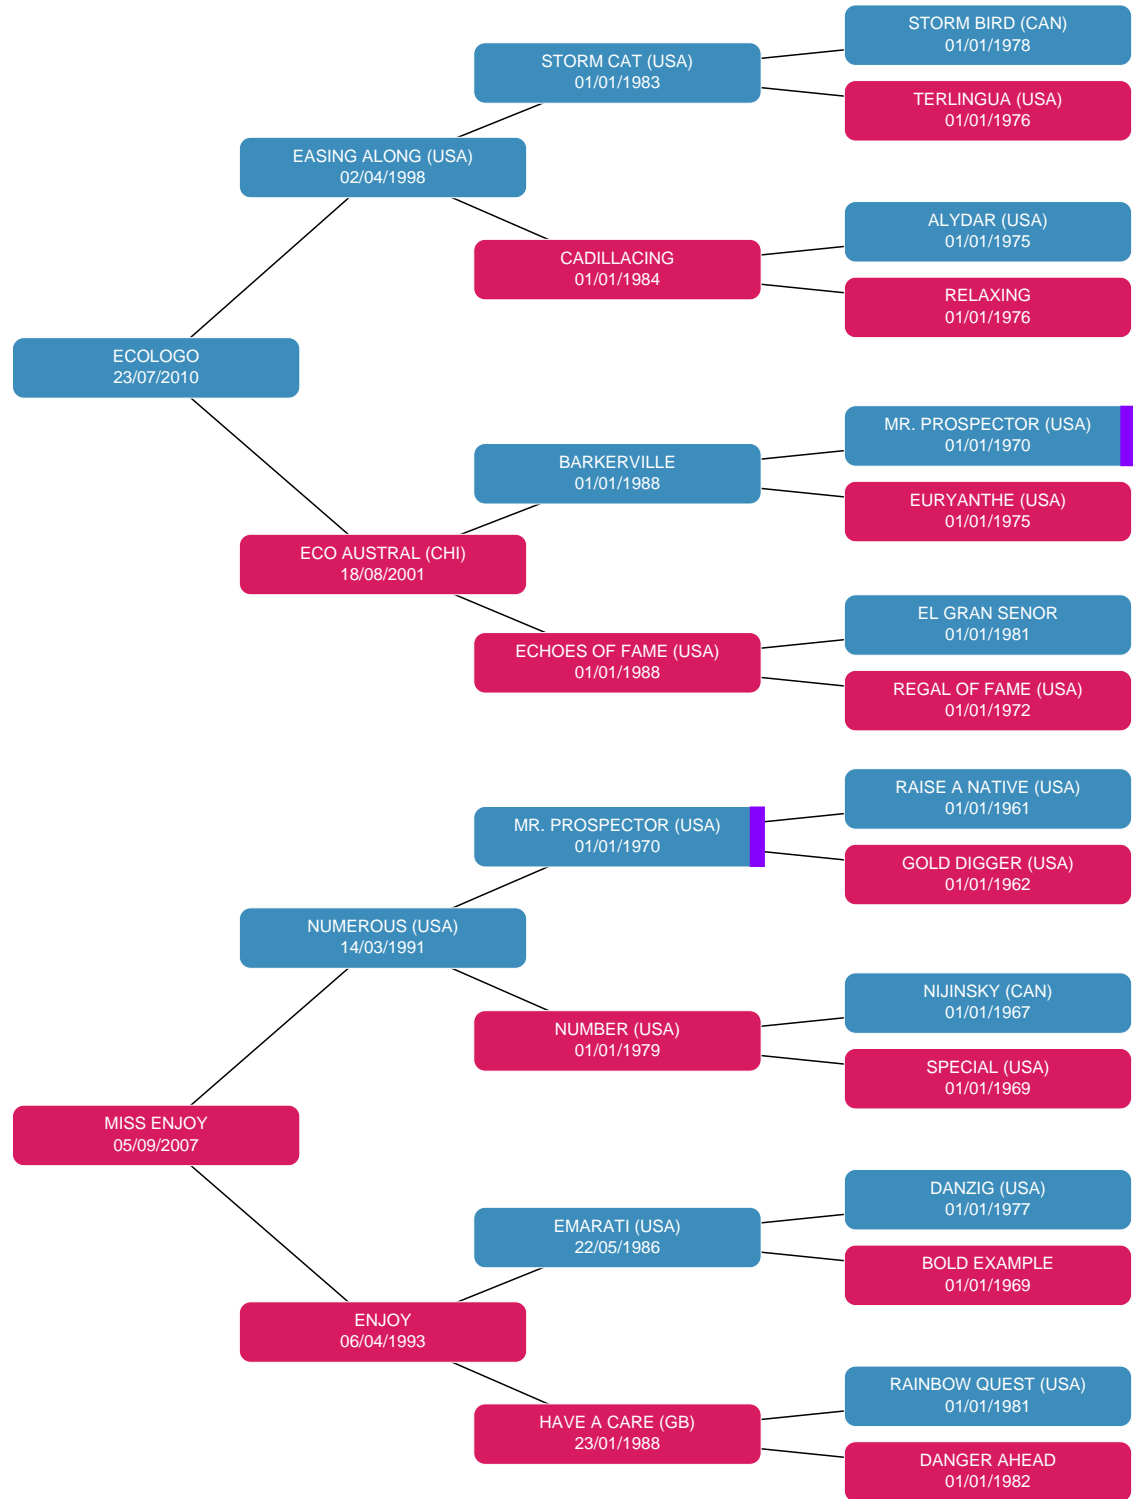 STORM BIRD (CAN)
01/01/1978
STORM CAT (USA)
01/01/1983
TERLINGUA (USA)
01/01/1976
EASING ALONG (USA)
02/04/1998
ALYDAR (USA)
01/01/1975
CADILLACING
01/01/1984
RELAXING
01/01/1976
ECOLOGO
23/07/2010
MR. PROSPECTOR (USA)
01/01/1970
BARKERVILLE
01/01/1988
EURYANTHE (USA)
01/01/1975
ECO AUSTRAL (CHI)
18/08/2001
EL GRAN SENOR
01/01/1981
ECHOES OF FAME (USA)
01/01/1988
REGAL OF FAME (USA)
01/01/1972
RAISE A NATIVE (USA)
01/01/1961
MR. PROSPECTOR (USA)
01/01/1970
GOLD DIGGER (USA)
01/01/1962
NUMEROUS (USA)
14/03/1991
NIJINSKY (CAN)
01/01/1967
NUMBER (USA)
01/01/1979
SPECIAL (USA)
01/01/1969
MISS ENJOY
05/09/2007
DANZIG (USA)
01/01/1977
EMARATI (USA)
22/05/1986
BOLD EXAMPLE
01/01/1969
ENJOY
06/04/1993
RAINBOW QUEST (USA)
01/01/1981
HAVE A CARE (GB)
23/01/1988
DANGER AHEAD
01/01/1982